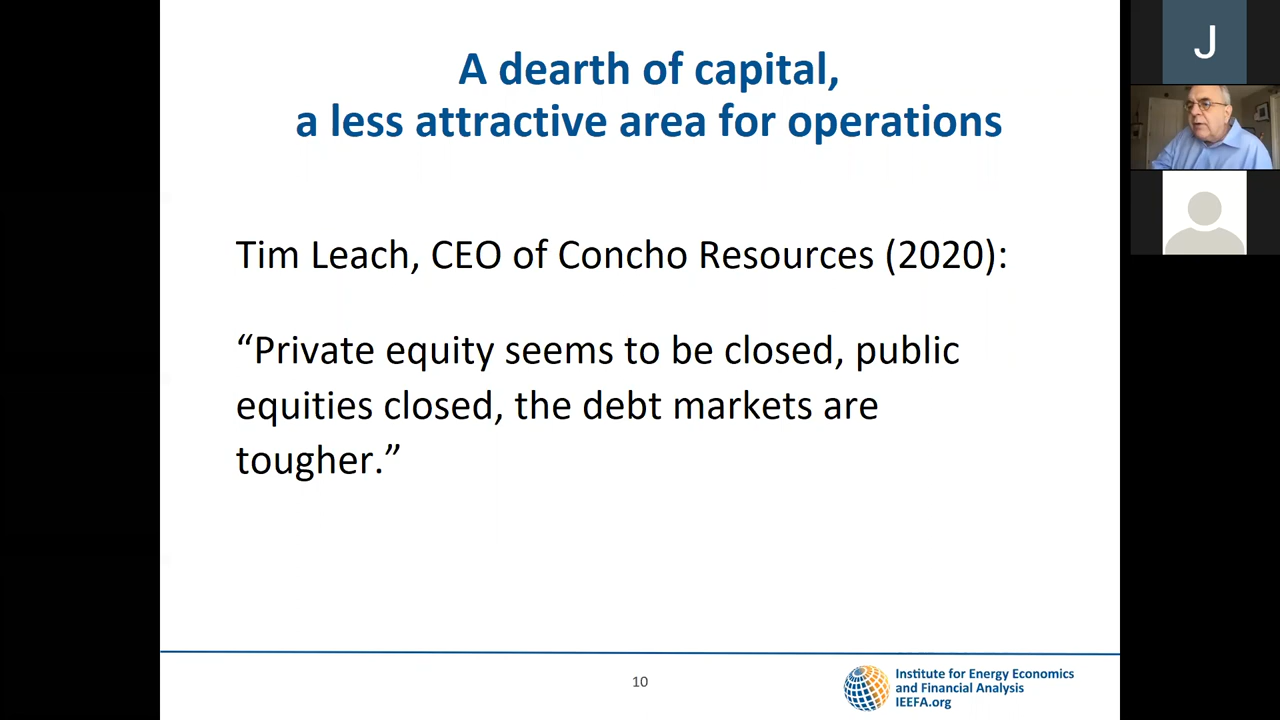 A dearth of capital,
a less attractive area for operations
Tim Leach, CEO of Concho Resources (2020):
“Private equity seems to be closed, public
equities closed, the debt markets are
tougher.”
10
Institute for Energy Economics
and Financial Analysis
IEEFA.org
J